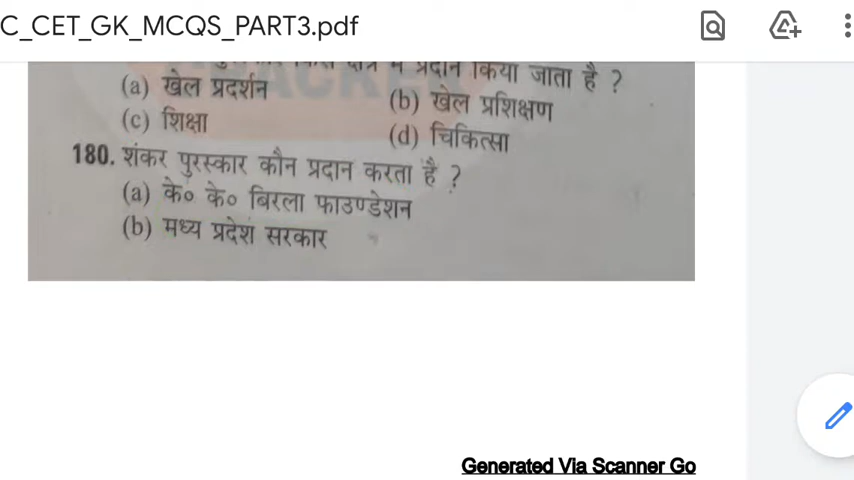 C_CET_GK_MCQS_PART3.pdf
में प्रदान किया जाता है ?
(a) खेल प्रदर्शन
(b) खेल प्रशिक्षण
(c) शिक्षा
(d) चिकित्सा
180. शंकर पुरस्कार कौन प्रदान करता है ?
(a) के० के० बिरला फाउण्डेशन
(b) मध्य प्रदेश सरकार
Generated Via Scanner Go